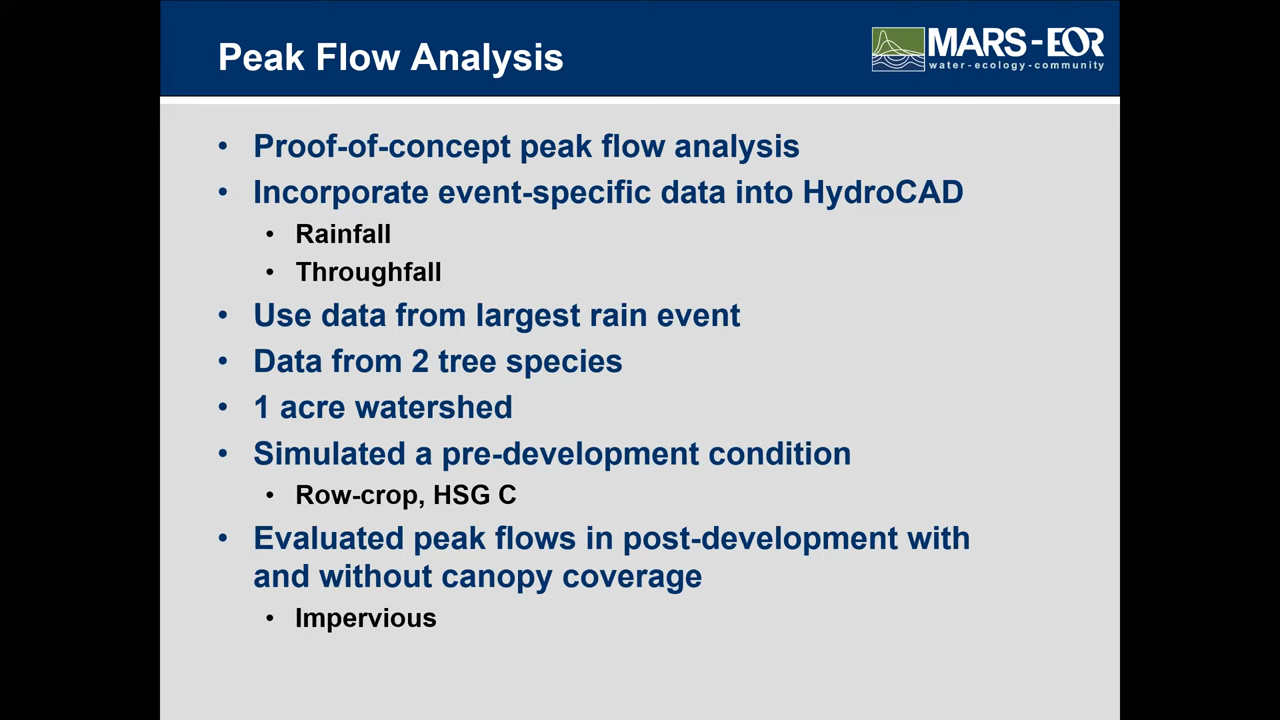 Peak Flow Analysis
MARS-EOR
water-ecology-community
• Proof-of-concept peak flow analysis
• Incorporate event-specific data into HydroCAD
• Rainfall
• Throughfall
• Use data from largest rain event
• Data from 2 tree species
• 1 acre watershed
• Simulated a pre-development condition
• Row-crop, HSG C
• Evaluated peak flows in post-development with
and without canopy coverage
• Impervious